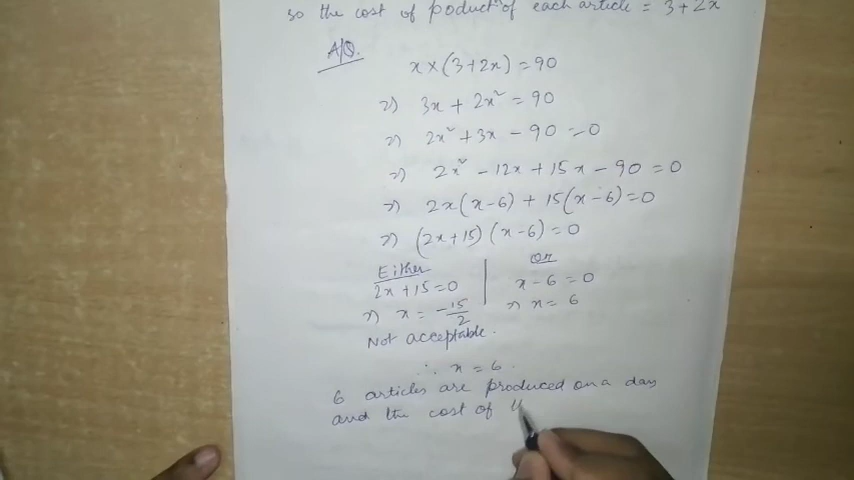 so the cost of poduct of each article = 3+2x
A/Q.
x×(3+2x)=90
⇒) 3x + 2x² = 90
⇒) 2x² + 3x - 90 = 0
⇒) 2x² - 12x + 15x - 90 = 0
⇒) 2x(x-6) + 15(x-6)=0
⇒) (2x+15)(x-6)=0
Either
2x+15=0
⇒) x = -15/2
Not acceptable.
or
x-6=0
⇒) x= 6
∴ x=6.
6 articles are produced on a day
and the cost of